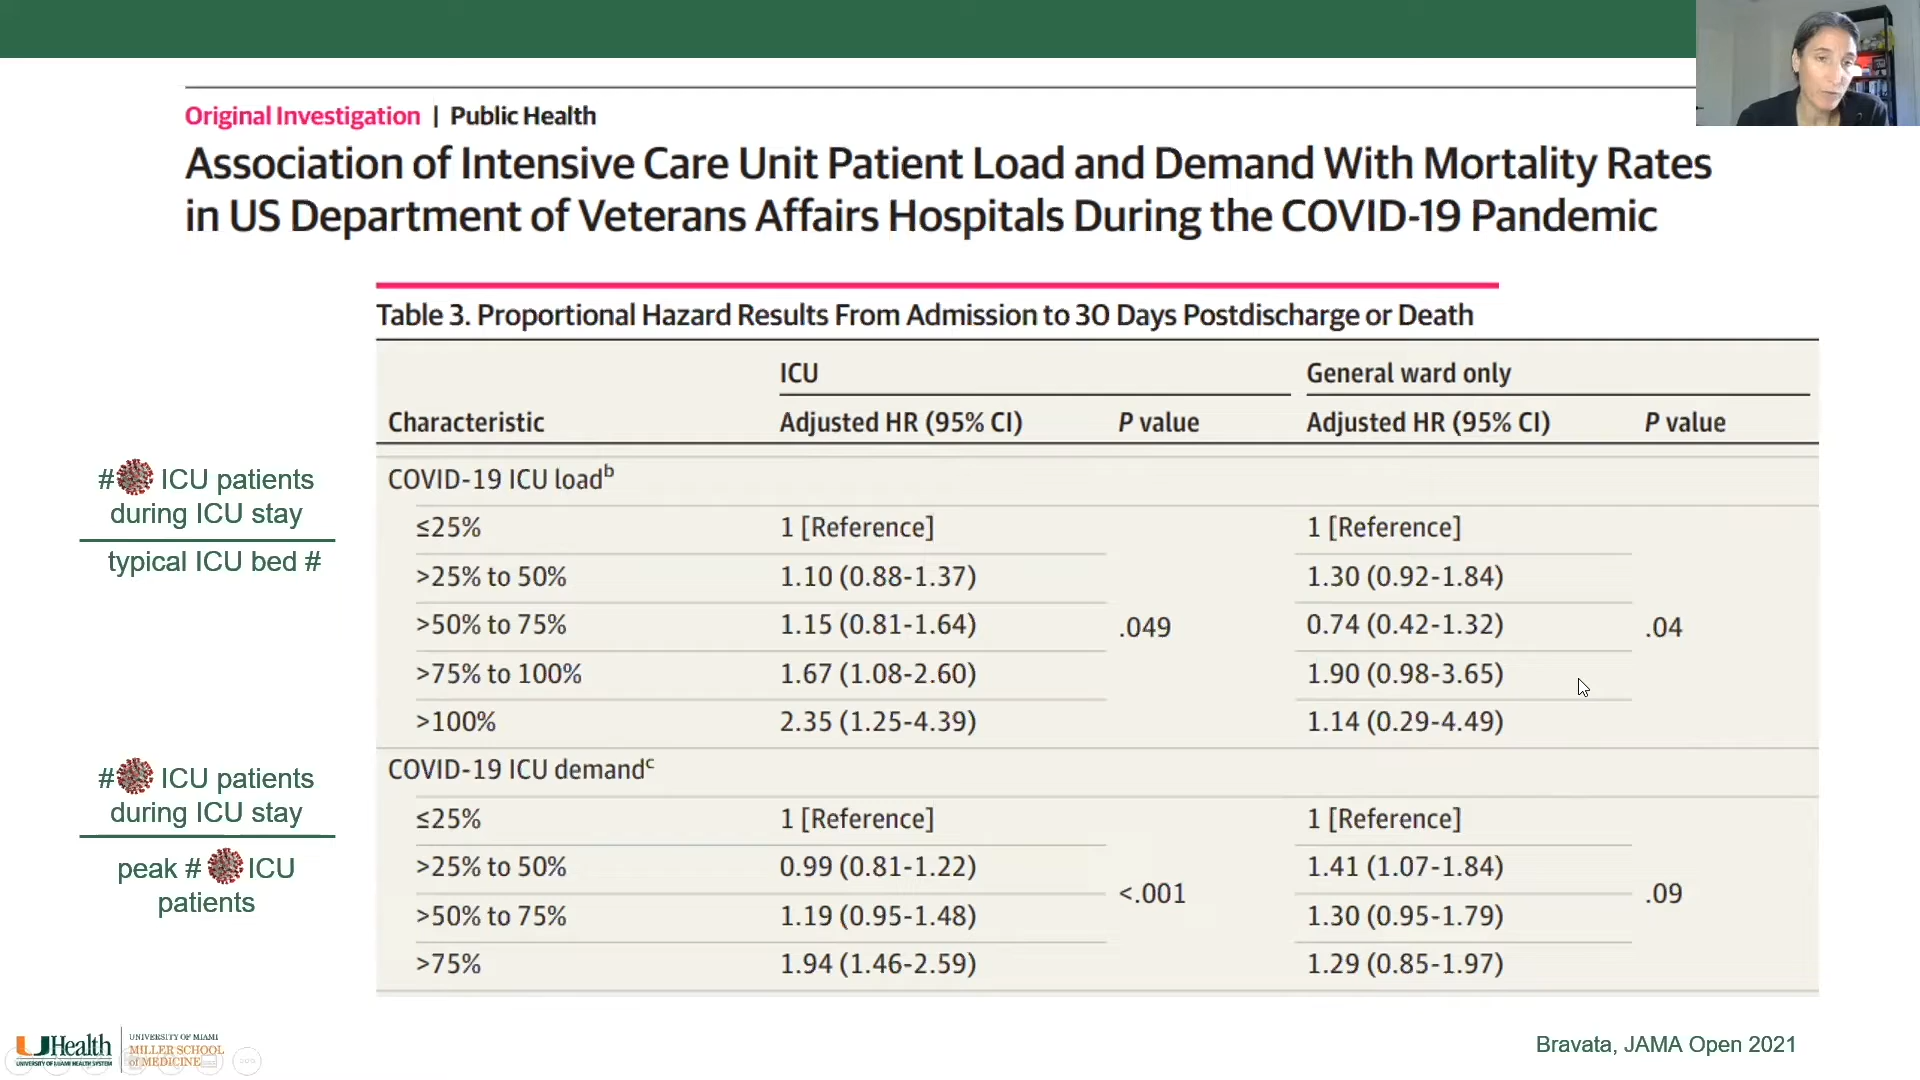 Original Investigation | Public Health
Association of Intensive Care Unit Patient Load and Demand With Mortality Rates
in US Department of Veterans Affairs Hospitals During the COVID-19 Pandemic
Table 3. Proportional Hazard Results From Admission to 30 Days Postdischarge or Death
ICU General ward only
Characteristic Adjusted HR (95% CI) P value Adjusted HR (95% CI) P value
COVID-19 ICU loadᵇ
≤25% 1 [Reference] 1 [Reference]
>25% to 50% 1.10 (0.88-1.37) 1.30 (0.92-1.84)
>50% to 75% 1.15 (0.81-1.64) .049 0.74 (0.42-1.32) .04
>75% to 100% 1.67 (1.08-2.60) 1.90 (0.98-3.65)
>100% 2.35 (1.25-4.39) 1.14 (0.29-4.49)
COVID-19 ICU demandᶜ
≤25% 1 [Reference] 1 [Reference]
>25% to 50% 0.99 (0.81-1.22) 1.41 (1.07-1.84)
<.001 .09
>50% to 75% 1.19 (0.95-1.48) 1.30 (0.95-1.79)
>75% 1.94 (1.46-2.59) 1.29 (0.85-1.97)
# ICU patients
during ICU stay
typical ICU bed #
# ICU patients
during ICU stay
peak # ICU
patients
UHealth
UNIVERSITY OF MIAMI HEALTH SYSTEM
UNIVERSITY OF MIAMI
MILLER SCHOOL
of MEDICINE
Bravata, JAMA Open 2021